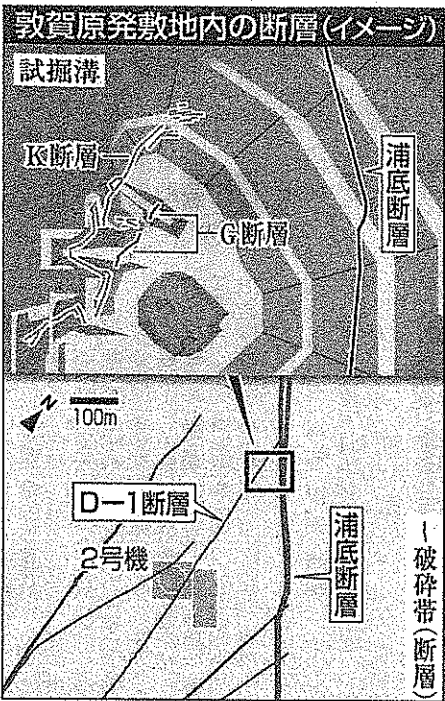 敦賀原発敷地内の断層(イメージ)
試掘溝
K断層
G断層
浦底断層
N
100m
D－1断層
2号機
浦底断層
～破砕帯(断層)